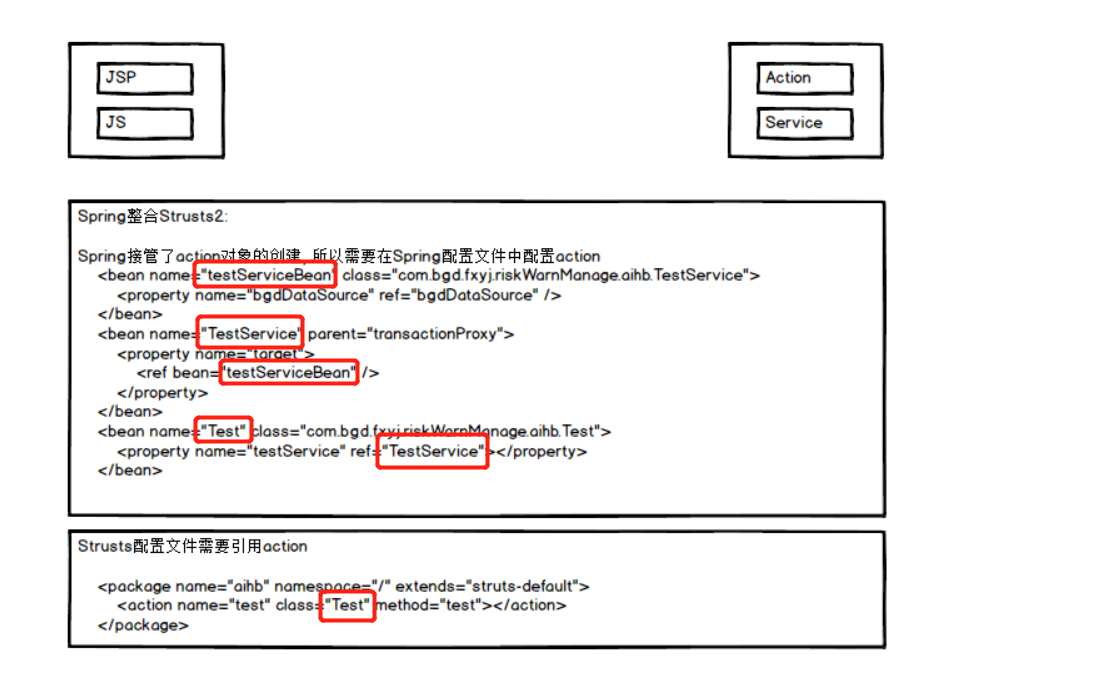 JSP
JS
Action
Service
Spring整合Strusts2:
Spring接管了action对象的创建, 所以需要在Spring配置文件中配置action
<bean name="testServiceBean" class="com.bgd.fxyj.riskWarnManage.aihb.TestService">
<property name="bgdDataSource" ref="bgdDataSource" />
</bean>
<bean name="TestService" parent="transactionProxy">
<property name="target">
<ref bean="testServiceBean" />
</property>
</bean>
<bean name="Test" class="com.bgd.fxyj.riskWarnManage.aihb.Test">
<property name="testService" ref="TestService"></property>
</bean>
Strusts配置文件需要引用action
<package name="aihb" namespace="/" extends="struts-default">
<action name="test" class="Test" method="test"></action>
</package>